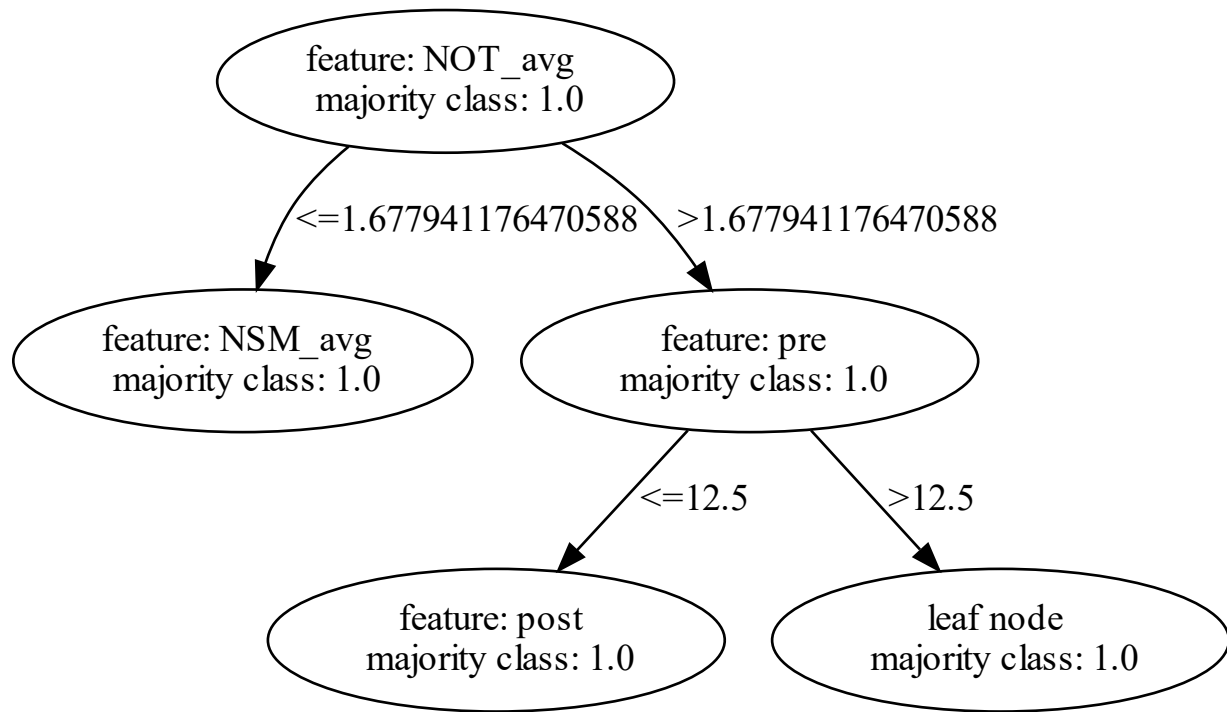 feature: NOT_avg
majority class: 1.0
<=1.677941176470588
>1.677941176470588
feature: NSM_avg
majority class: 1.0
feature: pre
majority class: 1.0
<=12.5
>12.5
feature: post
majority class: 1.0
leaf node
majority class: 1.0